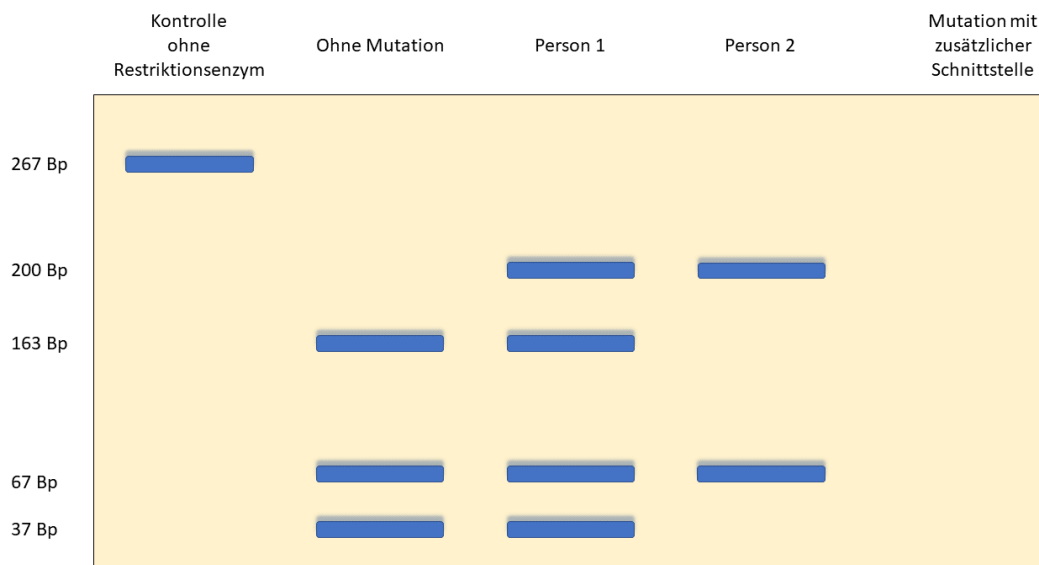 Kontrolle
ohne
Restriktionsenzym
Ohne Mutation
Person 1
Person 2
Mutation mit
zusätzlicher
Schnittstelle
267 Bp
200 Bp
163 Bp
67 Bp
37 Bp